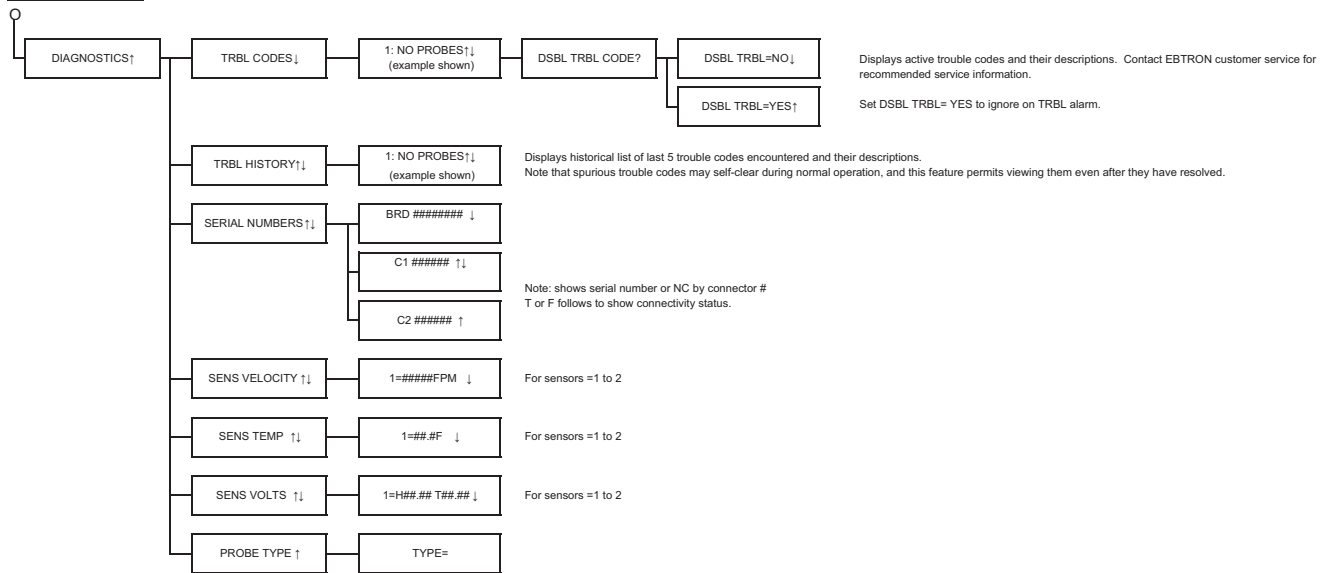 O
DIAGNOSTICS↑
TRBL CODES↓
1: NO PROBES↑↓
(example shown)
DSBL TRBL CODE?
DSBL TRBL=NO↓
DSBL TRBL=YES↑
Displays active trouble codes and their descriptions. Contact EBTRON customer service for
recommended service information.
Set DSBL TRBL= YES to ignore on TRBL alarm.
TRBL HISTORY↑↓
1: NO PROBES↑↓
(example shown)
Displays historical list of last 5 trouble codes encountered and their descriptions.
Note that spurious trouble codes may self-clear during normal operation, and this feature permits viewing them even after they have resolved.
SERIAL NUMBERS↑↓
BRD ######## ↓
C1 ###### ↑↓
C2 ###### ↑
Note: shows serial number or NC by connector #
T or F follows to show connectivity status.
SENS VELOCITY ↑↓
1=#####FPM ↓
For sensors =1 to 2
SENS TEMP ↑↓
1=##.#F ↓
For sensors =1 to 2
SENS VOLTS ↑↓
1=H##.## T##.## ↓
For sensors =1 to 2
PROBE TYPE ↑
TYPE=